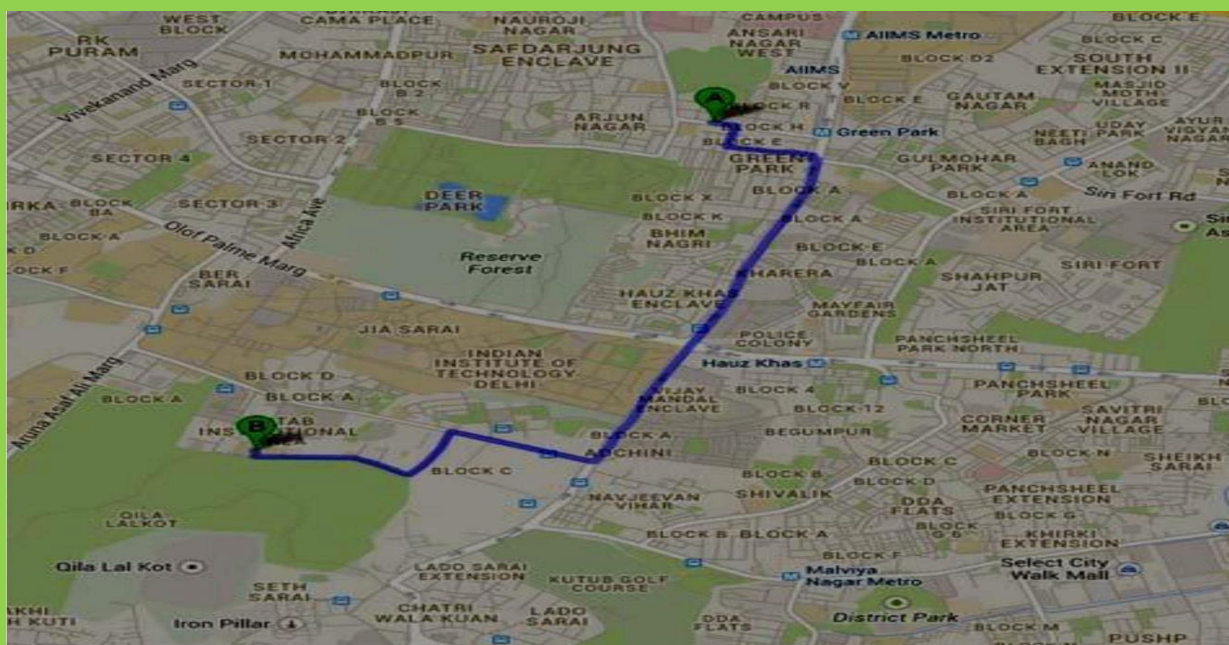 WEST
BLOCK
CAMA PLACE
NAUROJI
NAGAR
CAMPUS
ANSARI
NAGAR
WEST
BLOCK E
RK
PURAM
MOHAMMADPUR
SAFDARJUNG
ENCLAVE
AIIMS Metro
BLOCK C
BLOCK D2
SOUTH
EXTENSION II
SECTOR 1
Vivekanand Marg
BLOCK
B 2
AIIMS
BLOCK V
MASJID
MOTH
VILLAGE
BLOCK
B 5
ARJUN
NAGAR
A
BLOCK R
BLOCK E
GAUTAM
NAGAR
SECTOR 2
BLOCK H
Green Park
NEETI
BAGH
UDAY
PARK
AYUR
VIGYAN
NAGAR
SECTOR 4
BLOCK E
GREEN
PARK
GULMOHAR
PARK
ANAND
LOK
BLOCK
8A
SECTOR 3
DEER
PARK
BLOCK X
BLOCK A
BLOCK A
Siri Fort Rd
BLOCK A
Africa Ave
BLOCK K
BLOCK A
SIRI FORT
INSTITUTIONAL
AREA
Olof Palme Marg
BHIM
NAGRI
BLOCK E
BLOCK F
BER
SARAI
Reserve
Forest
KHARERA
BLOCK A
SHAHPUR
JAT
SIRI FORT
HAUZ KHAS
ENCLAVE
MAYFAIR
GARDENS
JIA SARAI
POLICE
COLONY
PANCHSHEEL
PARK NORTH
INDIAN
INSTITUTE OF
TECHNOLOGY
DELHI
Hauz Khas
Aruna Asaf Ali Marg
BLOCK D
BLOCK A
BLOCK A
VIJAY
MANDAL
ENCLAVE
BLOCK 4
PANCHSHEEL
PARK
BLOCK 12
CORNER
MARKET
SAVITRI
NAGAR
VILLAGE
B
BLOCK A
ADCHINI
BEGUMPUR
BLOCK C
BLOCK N
SHEIKH
SARAI
BLOCK C
BLOCK B
BLOCK D
QILA
LALKOT
NAVJEEVAN
VIHAR
SHIVALIK
DDA
FLATS
PANCHSHEEL
EXTENSION
BLOCK G
BLOCK B
BLOCK A
BLOCK
G 6
KHIRKI
EXTENSION
Qila Lal Kot
LADO SARAI
EXTENSION
KUTUB GOLF
COURSE
BLOCK F
Malviya
Nagar Metro
Select City
Walk Mall
SETH
SARAI
Iron Pillar
CHATRI
WALA KUAN
LADO
SARAI
DDA
FLATS
District Park
BLOCK M
PUSHP